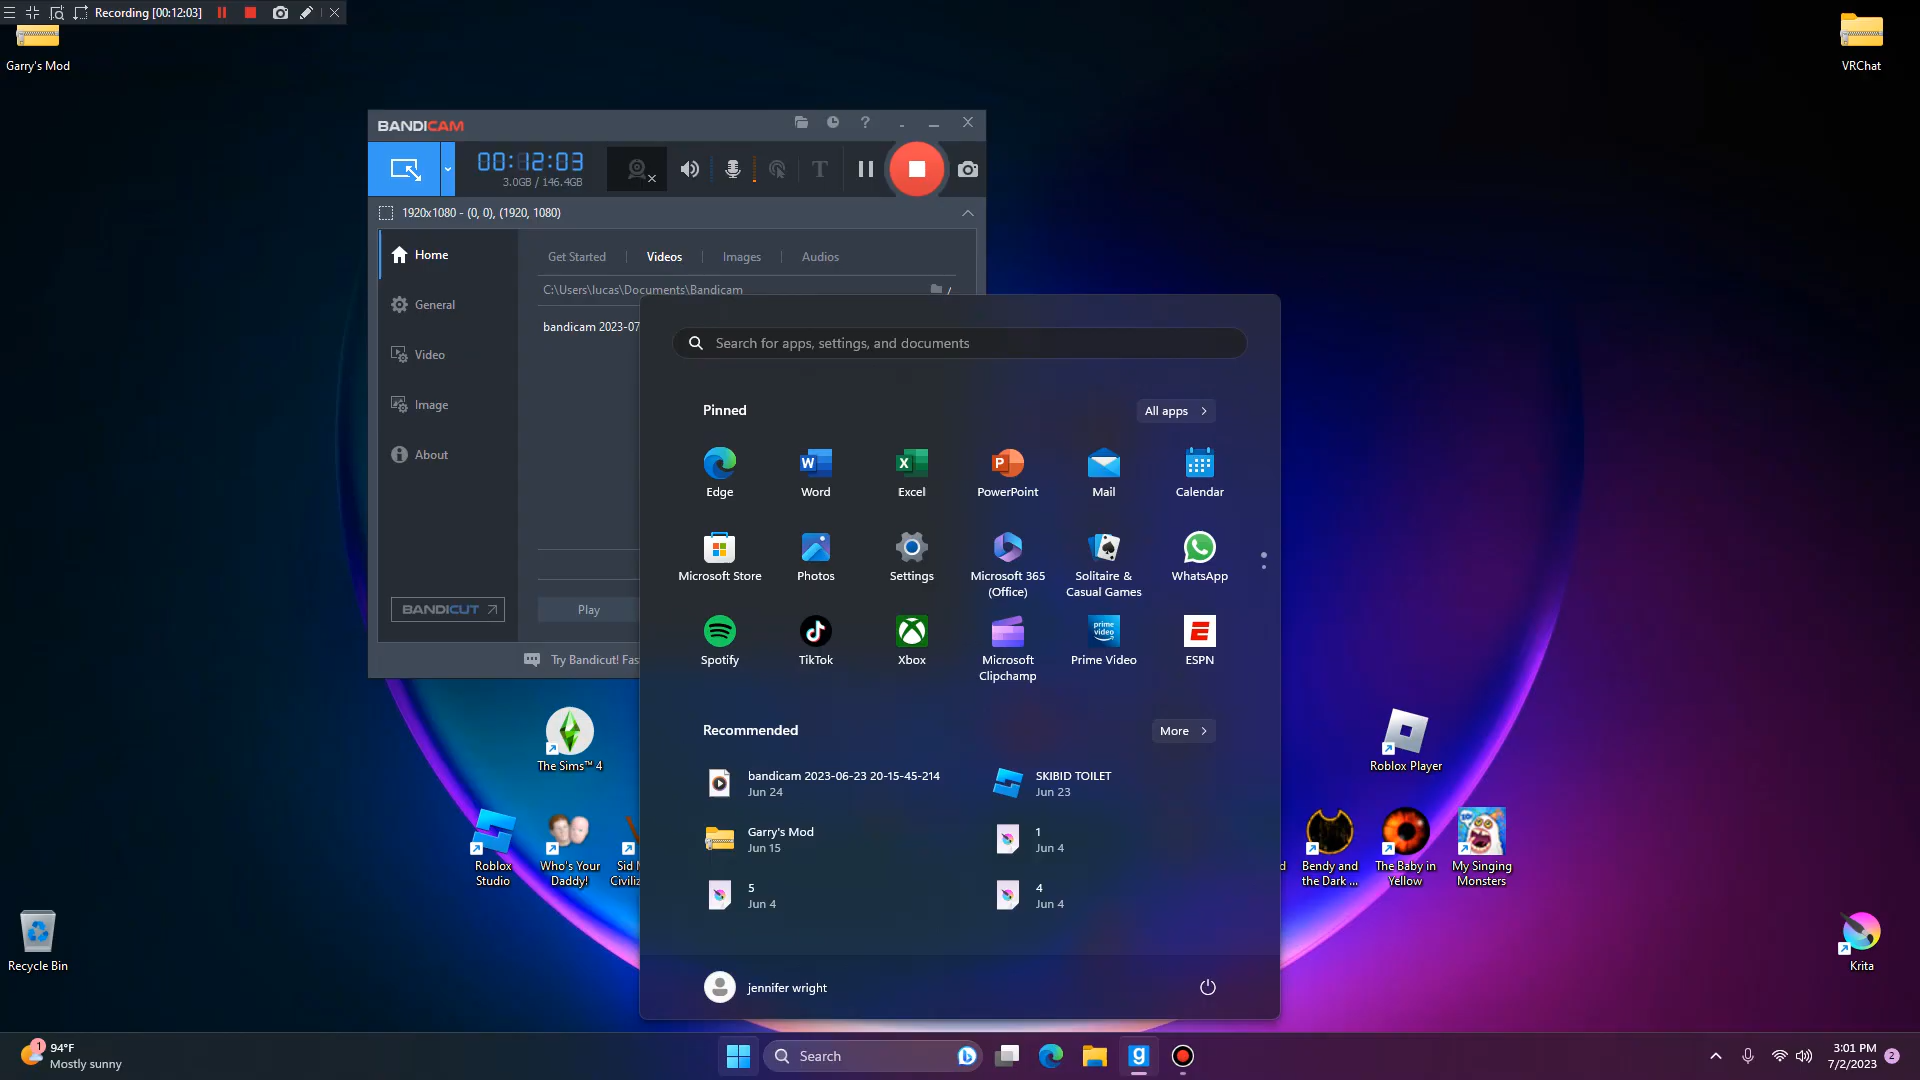 Recording [00:12:03]
Garry's Mod
VRChat
BANDICAM
00:12:03
3.0GB / 146.4GB
T
1920x1080 - (0, 0), (1920, 1080)
Home
General
Video
Image
About
BANDICUT
Get Started
Videos
Images
Audios
C:\Users\lucas\Documents\Bandicam
bandicam 2023-07
Play
Try Bandicut! Fas
Search for apps, settings, and documents
Pinned
All apps
Edge
Word
Excel
PowerPoint
Mail
Calendar
Microsoft Store
Photos
Settings
Microsoft 365
(Office)
Solitaire &
Casual Games
WhatsApp
prime
video
Spotify
TikTok
Xbox
Microsoft
Clipchamp
Prime Video
ESPN
Recommended
More
bandicam 2023-06-23 20-15-45-214
Jun 24
SKIBID TOILET
Jun 23
Garry's Mod
Jun 15
1
Jun 4
5
Jun 4
4
Jun 4
jennifer wright
The Sims™ 4
Roblox
Studio
Who's Your
Daddy!
Sid M
Civiliz
Roblox Player
d
Bendy and
the Dark ...
The Baby in
Yellow
My Singing
Monsters
Recycle Bin
Krita
1
94°F
Mostly sunny
Search
3:01 PM
7/2/2023
2